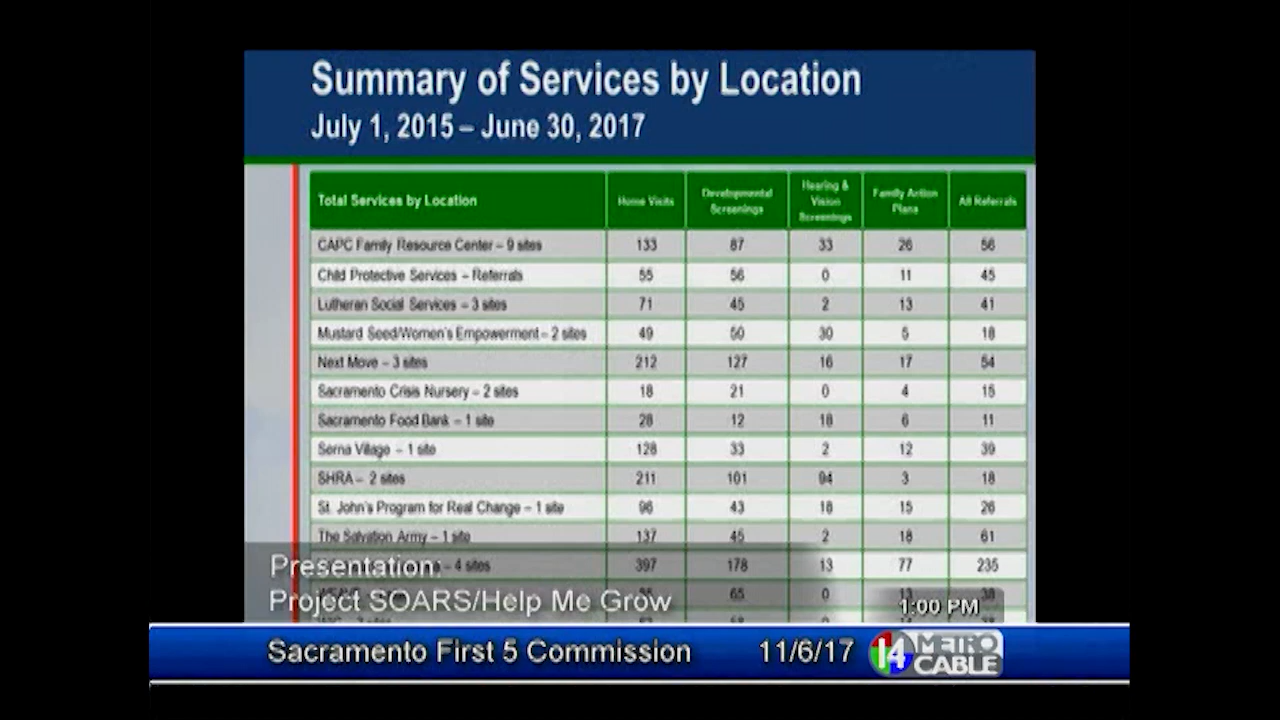 Summary of Services by Location
July 1, 2015 – June 30, 2017
Total Services by Location Home Visits Developmental Screenings Hearing & Vision Screenings Family Action Plans All Referrals
CAPC Family Resource Center – 9 sites 133 87 33 26 56
Child Protective Services – Referrals 55 56 0 11 45
Lutheran Social Services – 3 sites 71 45 2 13 41
Mustard Seed/Women's Empowerment – 2 sites 49 50 30 5 18
Next Move – 3 sites 212 127 16 17 54
Sacramento Crisis Nursery – 2 sites 18 21 0 4 15
Sacramento Food Bank – 1 site 28 12 18 6 11
Serna Village – 1 site 128 33 2 12 39
SHRA – 2 sites 211 101 94 3 18
St. John's Program for Real Change – 1 site 96 43 18 15 26
The Salvation Army – 1 site 137 45 2 18 61
– 4 sites 397 178 13 77 235
65 0 13 38
Presentation:
Project SOARS/Help Me Grow
1:00 PM
Sacramento First 5 Commission 11/6/17 14 METRO CABLE